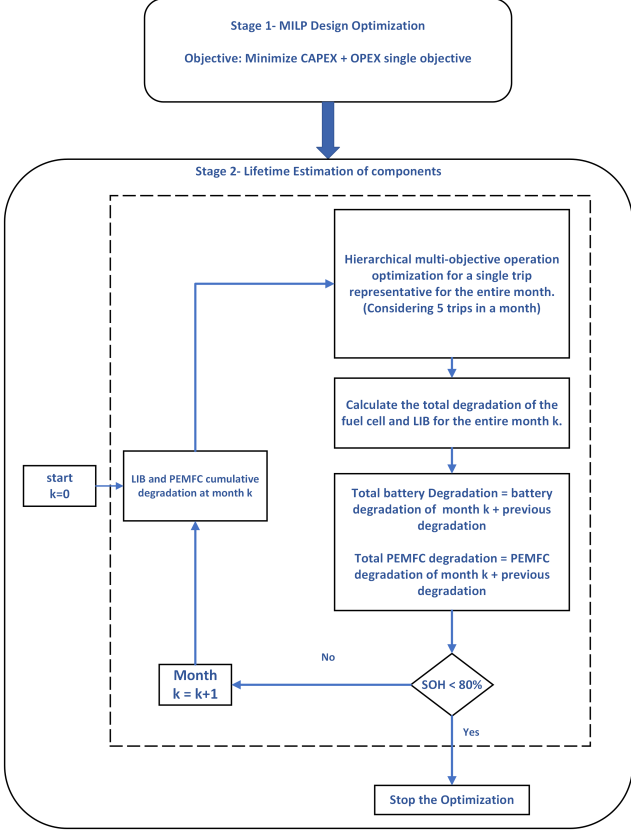 Stage 1- MILP Design Optimization
Objective: Minimize CAPEX + OPEX single objective
Stage 2- Lifetime Estimation of components
Hierarchical multi-objective operation
optimization for a single trip
representative for the entire month.
(Considering 5 trips in a month)
Calculate the total degradation of the
fuel cell and LIB for the entire month k.
start
k=0
LIB and PEMFC cumulative
degradation at month k
Total battery Degradation = battery
degradation of month k + previous
degradation
Total PEMFC degradation = PEMFC
degradation of month k + previous
degradation
No
Month
k = k+1
SOH < 80%
Yes
Stop the Optimization